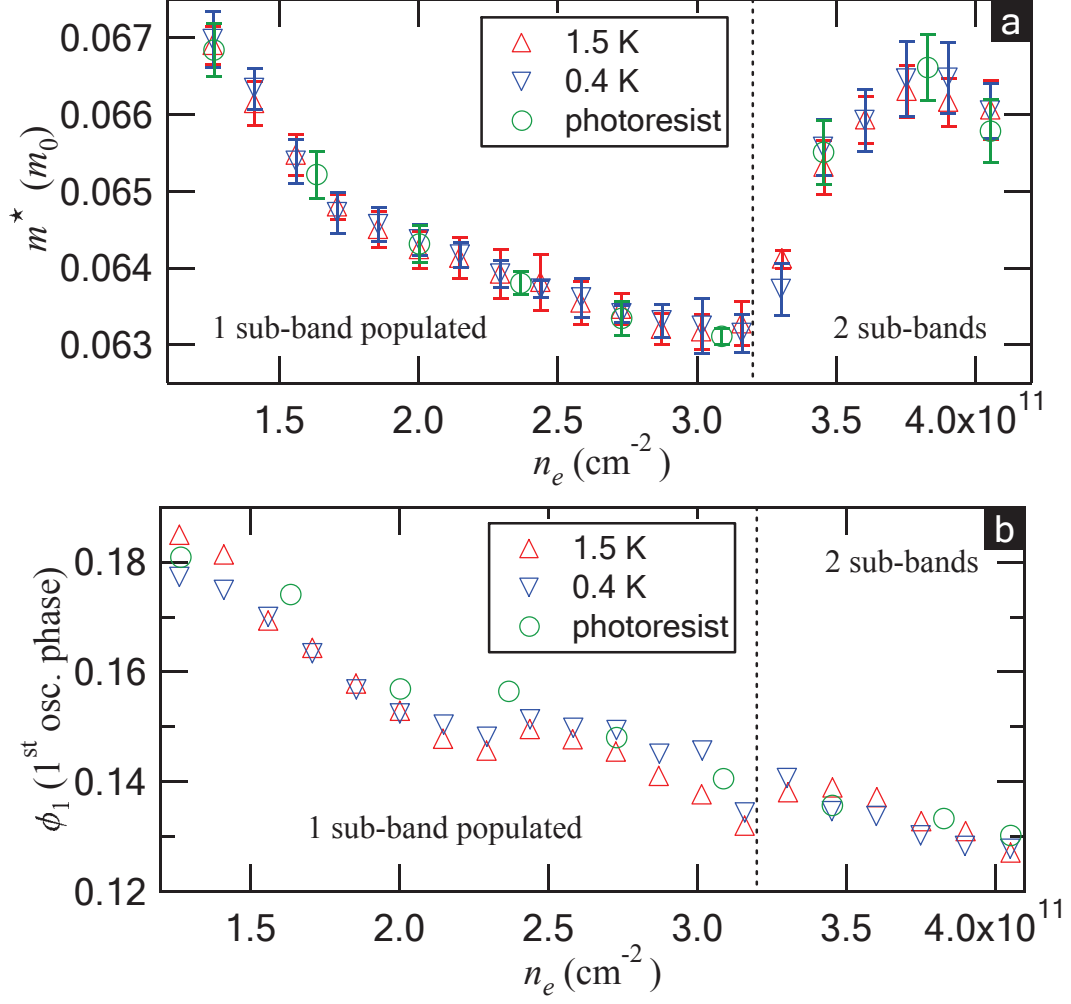 a
0.067
0.066
0.065
0.064
0.063
m* (m0)
1.5 K
0.4 K
photoresist
1 sub-band populated
2 sub-bands
1.5
2.0
2.5
3.0
3.5
4.0x10^11
ne (cm^-2)
b
0.18
0.16
0.14
0.12
ϕ1 (1^st osc. phase)
1.5 K
0.4 K
photoresist
2 sub-bands
1 sub-band populated
1.5
2.0
2.5
3.0
3.5
4.0x10^11
ne (cm^-2)